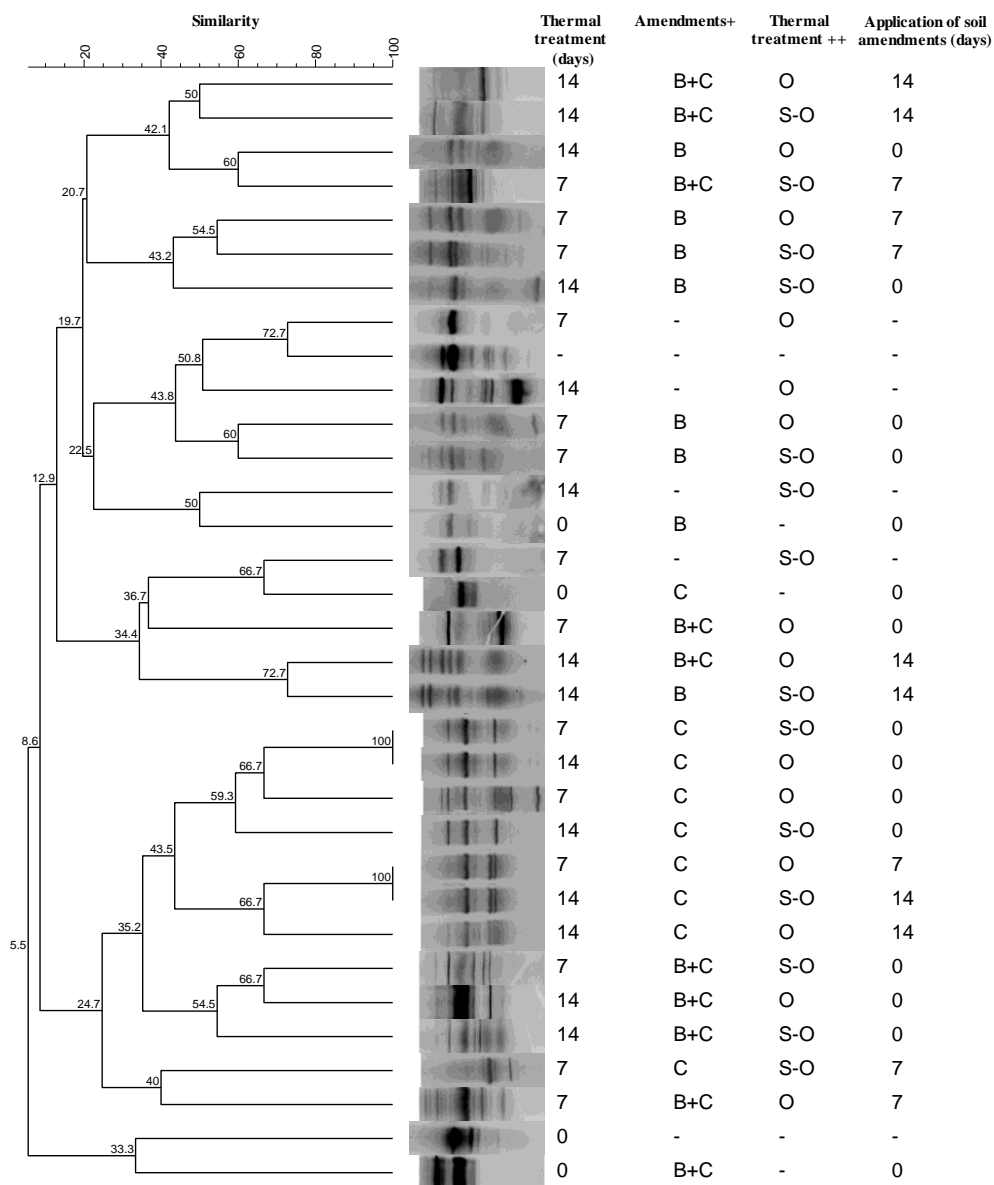 Similarity Thermal treatment (days) Amendments+ Thermal treatment ++ Application of soil amendments (days)
20 40 60 80 100
14 B+C O 14
50
14 B+C S-O 14
42.1
14 B O 0
60
7 B+C S-O 7
20.7
7 B O 7
54.5
7 B S-O 7
43.2
14 B S-O 0
19.7
7 - O -
72.7
- - - -
50.8
14 - O -
43.8
7 B O 0
60
7 B S-O 0
22.5
12.9
14 - S-O -
50
0 B - 0
7 - S-O -
66.7
0 C - 0
36.7
7 B+C O 0
34.4
14 B+C O 14
72.7
14 B S-O 14
7 C S-O 0
8.6
100
14 C O 0
66.7
7 C O 0
59.3
14 C S-O 0
43.5
7 C O 7
100
14 C S-O 14
66.7
14 C O 14
35.2
5.5
7 B+C S-O 0
66.7
14 B+C O 0
24.7
54.5
14 B+C S-O 0
7 C S-O 7
40
7 B+C O 7
0 - - -
33.3
0 B+C - 0